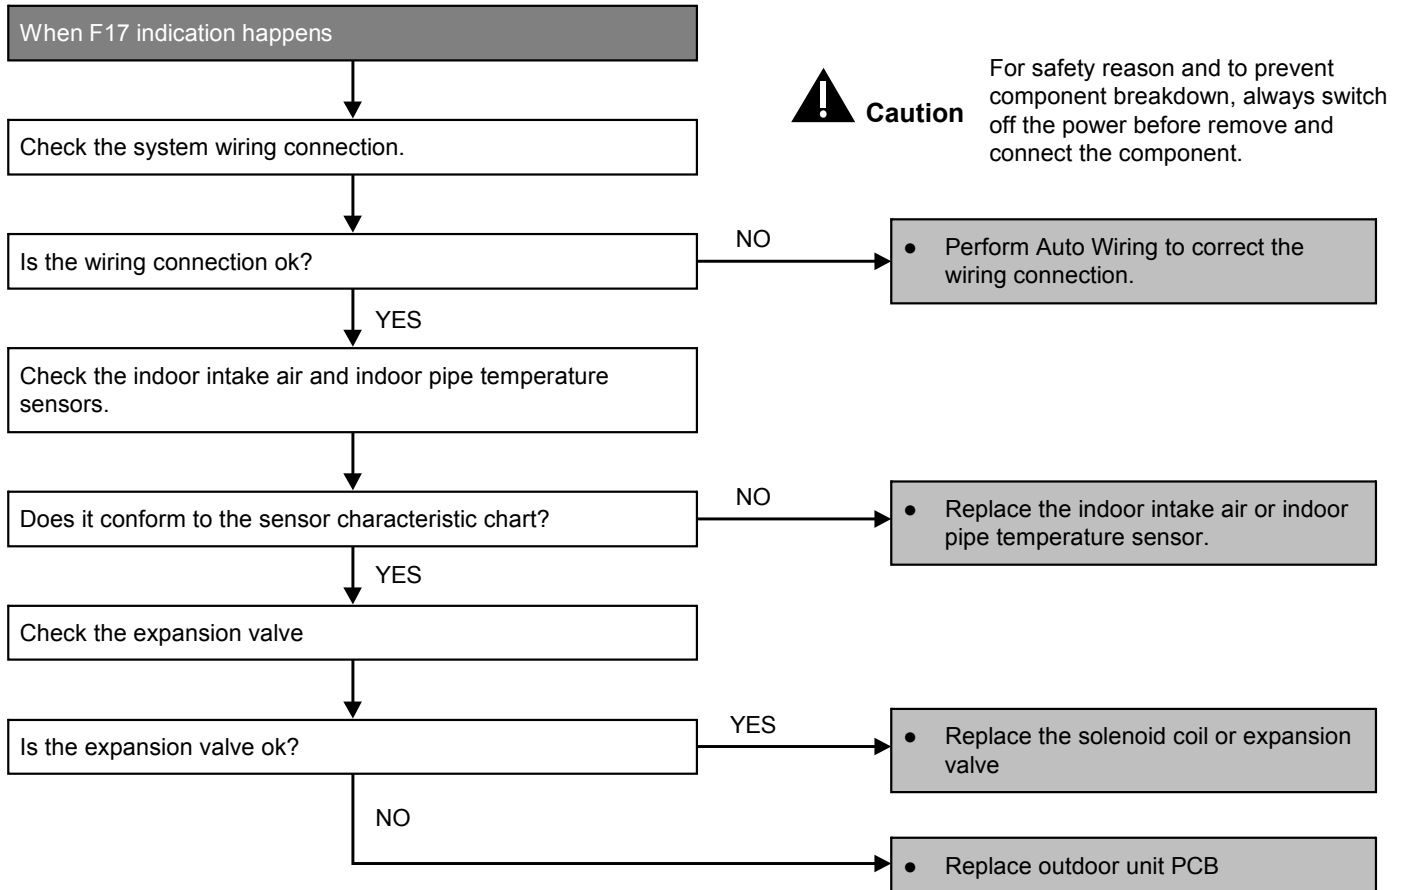 When F17 indication happens
Caution
For safety reason and to prevent
component breakdown, always switch
off the power before remove and
connect the component.
Check the system wiring connection.
Is the wiring connection ok?
NO
● Perform Auto Wiring to correct the
wiring connection.
YES
Check the indoor intake air and indoor pipe temperature
sensors.
Does it conform to the sensor characteristic chart?
NO
● Replace the indoor intake air or indoor
pipe temperature sensor.
YES
Check the expansion valve
Is the expansion valve ok?
YES
● Replace the solenoid coil or expansion
valve
NO
● Replace outdoor unit PCB